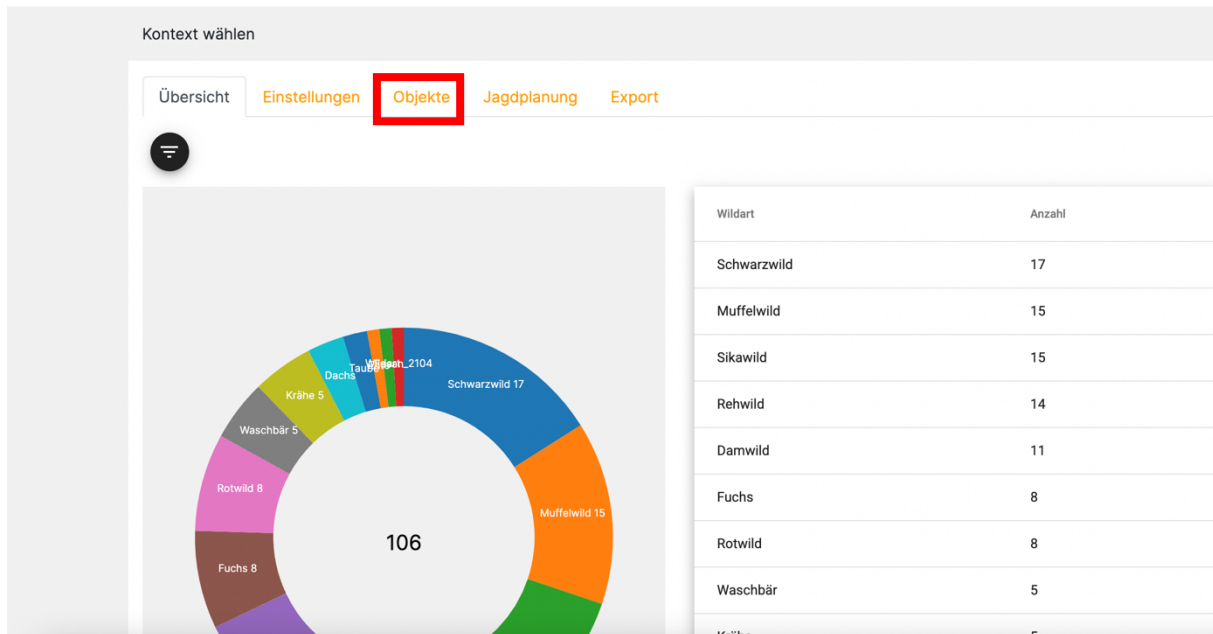 Kontext wählen
Übersicht Einstellungen Objekte Jagdplanung Export
Wildart Anzahl
Schwarzwild 17
Muffelwild 15
Sikawild 15
Rehwild 14
Damwild 11
Fuchs 8
Rotwild 8
Waschbär 5
Krähe 5
Schwarzwild 17
Dachs
Krähe 5
Waschbär 5
Rotwild 8
Muffelwild 15
106
Fuchs 8